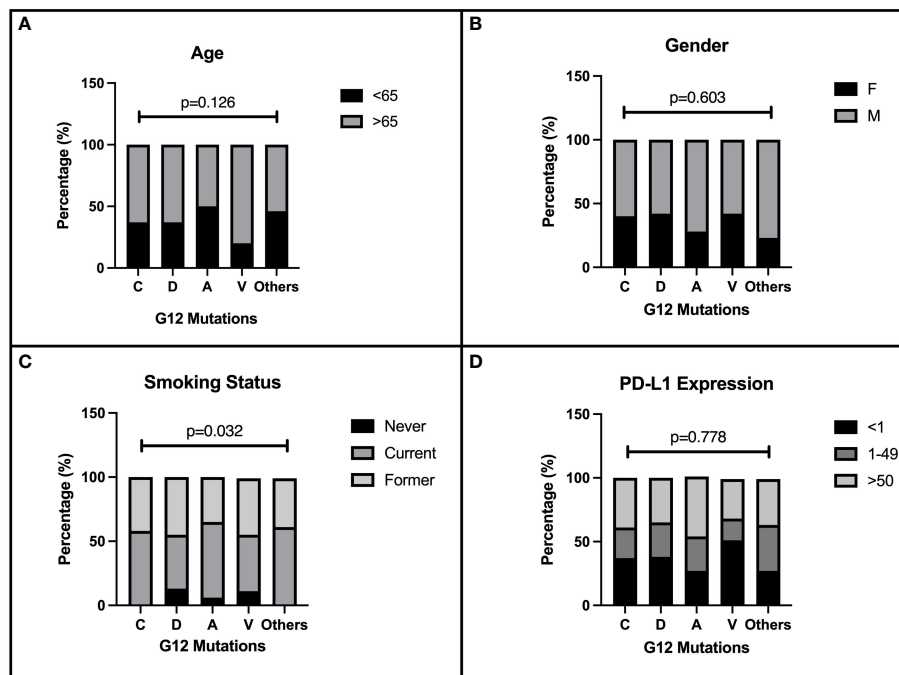 A
Age
150
100
50
0
Percentage (%)
p=0.126
<65
>65
C D A V Others
G12 Mutations
B
Gender
150
100
50
0
Percentage (%)
p=0.603
F
M
C D A V Others
G12 Mutations
C
Smoking Status
150
100
50
0
Percentage (%)
p=0.032
Never
Current
Former
C D A V Others
G12 Mutations
D
PD-L1 Expression
150
100
50
0
Percentage (%)
p=0.778
<1
1-49
>50
C D A V Others
G12 Mutations